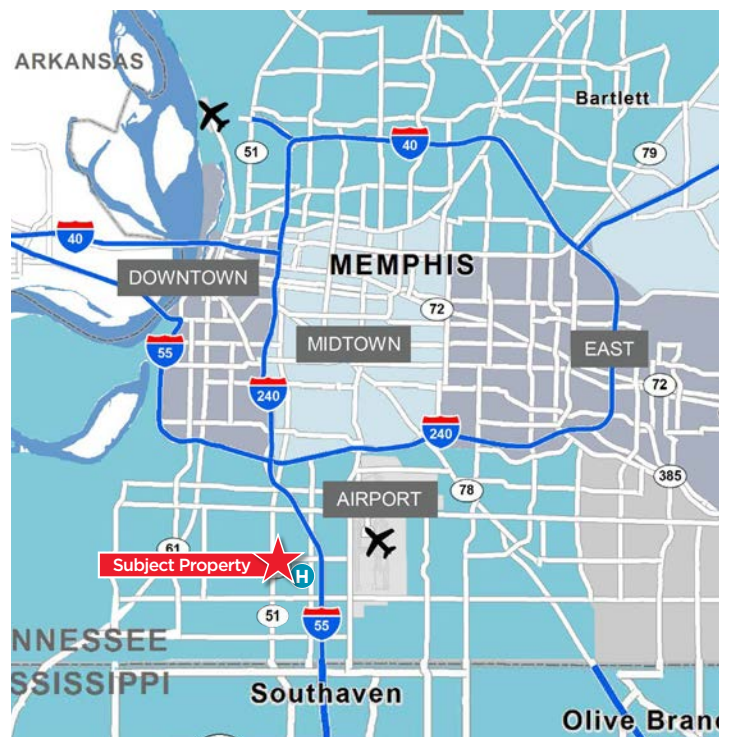 ARKANSAS
Bartlett
51
40
79
40
DOWNTOWN
MEMPHIS
72
MIDTOWN
EAST
55
72
240
240
385
AIRPORT
78
61
Subject Property
H
51
55
NNESSEE
SSISSIPPI
Southaven
Olive Bran